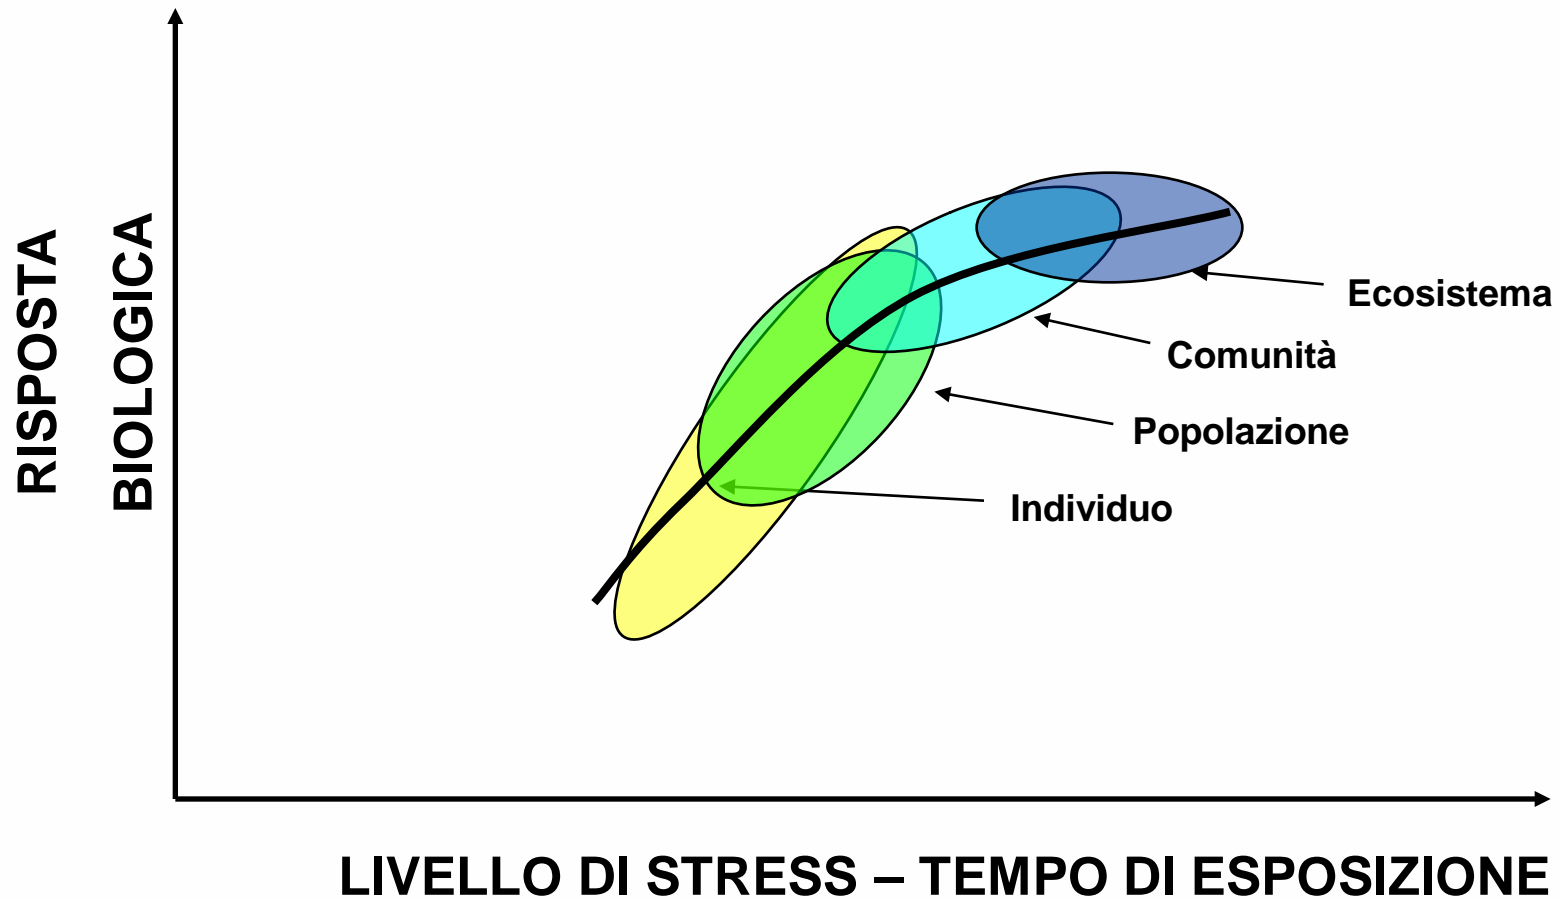 RISPOSTA
BIOLOGICA
Ecosistema
Comunità
Popolazione
Individuo
LIVELLO DI STRESS – TEMPO DI ESPOSIZIONE